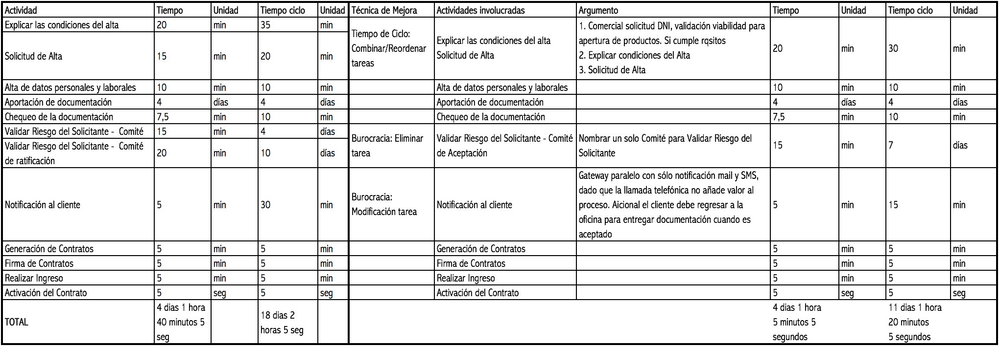 Actividad Tiempo Unidad Tiempo ciclo Unidad Técnica de Mejora Actividades involucradas Argumento Tiempo Unidad Tiempo ciclo Unidad
Explicar las condiciones del alta 20 min 35 min
Solicitud de Alta 15 min 20 min
Tiempo de Ciclo:
Combinar/Reordenar
tareas
Explicar las condiciones del alta
Solicitud de Alta
1. Comercial solicitud DNI, validación viabilidad para
apertura de productos. Si cumple rqsitos
2. Explicar condiciones del Alta
3. Solicitud de Alta
20 min 30 min
Alta de datos personales y laborales 10 min 10 min Alta de datos personales y laborales 10 min 10 min
Aportación de documentación 4 días 4 días Aportación de documentación 4 días 4 días
Chequeo de la documentación 7,5 min 10 min Chequeo de la documentación 7,5 min 10 min
Validar Riesgo del Solicitante - Comité 15 min 4 días
Validar Riesgo del Solicitante - Comité
de ratificación
20 min 10 días
Burocracia: Eliminar
tarea
Validar Riesgo del Solicitante - Comité
de Aceptación
Nombrar un solo Comité para Validar Riesgo del
Solicitante
15 min 7 días
Notificación al cliente 5 min 30 min
Burocracia:
Modificación tarea
Notificación al cliente
Gateway paralelo con sólo notificación mail y SMS,
dado que la llamada telefónica no añade valor al
proceso. Aicional el cliente debe regresar a la
oficina para entregar documentación cuando es
aceptado
5 min 15 min
Generación de Contratos 5 min 5 min Generación de Contratos 5 min 5 min
Firma de Contratos 5 min 5 min Firma de Contratos 5 min 5 min
Realizar Ingreso 5 min 5 min Realizar Ingreso 5 min 5 min
Activación del Contrato 5 seg 5 seg Activación del Contrato 5 seg 5 seg
TOTAL
4 dias 1 hora
40 minutos 5
seg
18 dias 2
horas 5 seg
4 dias 1 hora
5 minutos 5
segundos
11 dias 1 hora
20 minutos
5 segundos